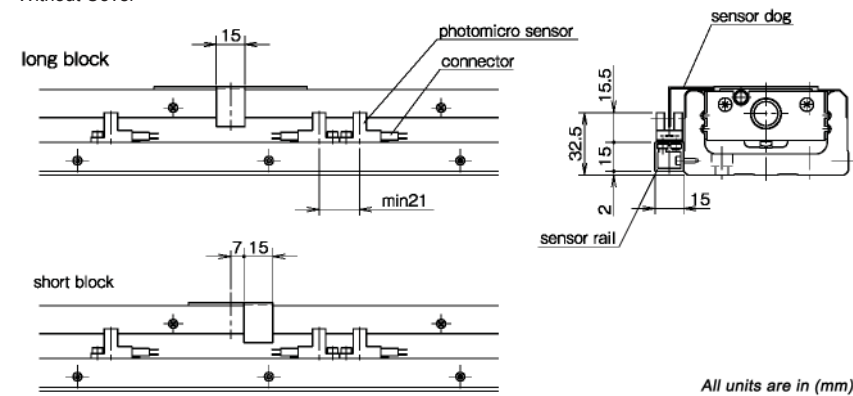 Without Cover
15
photomicro sensor
connector
long block
min21
sensor dog
15.5
32.5
15
2
15
sensor rail
7
15
short block
All units are in (mm)